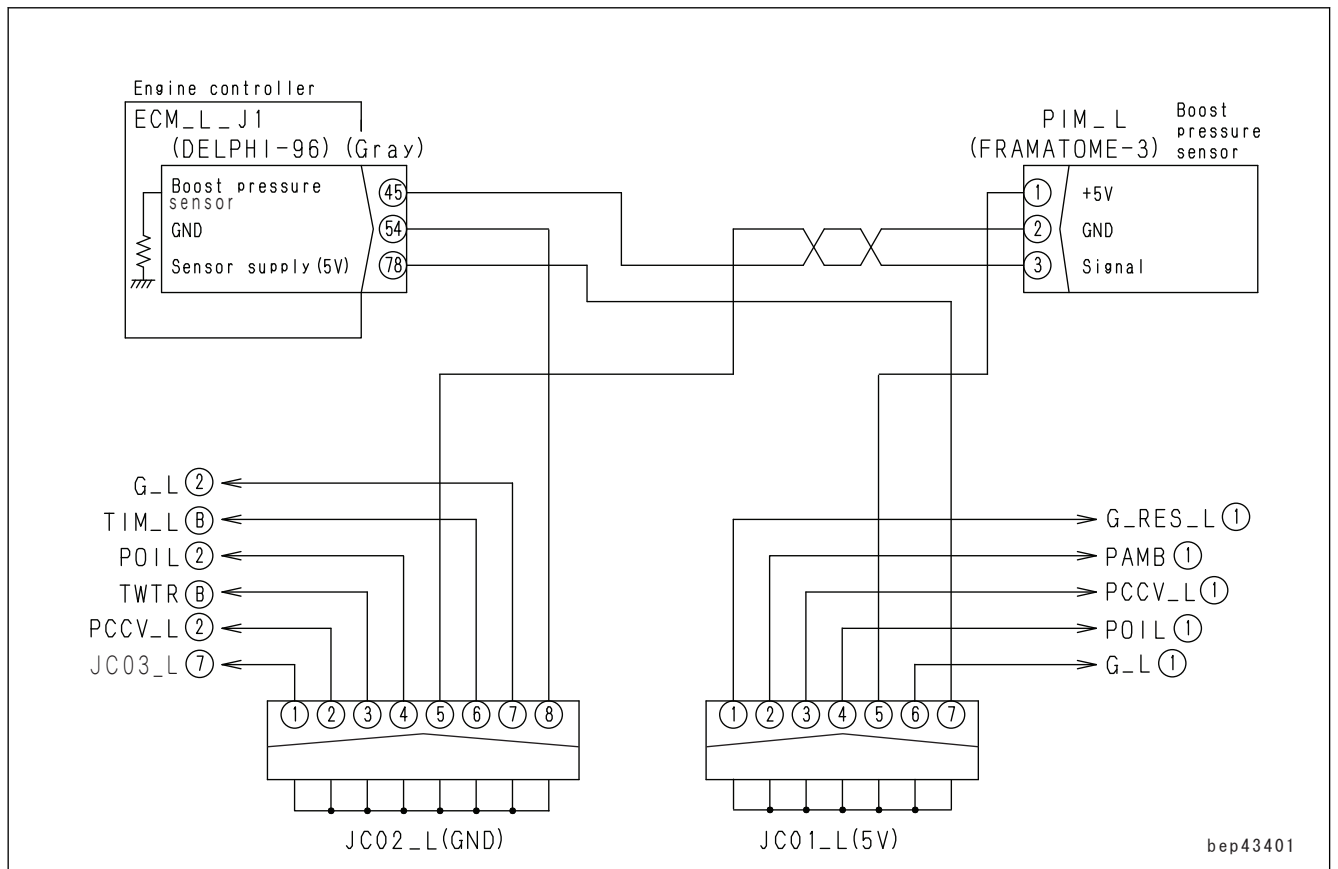 Engine controller
ECM_L_J1
(DELPHI-96) (Gray)
Boost pressure
sensor
GND
Sensor supply(5V)
45
54
78
PIM_L
(FRAMATOME-3)
Boost
pressure
sensor
1 +5V
2 GND
3 Signal
G_L 2
TIM_L B
POIL 2
TWTR B
PCCV_L 2
JC03_L 7
G_RES_L 1
PAMB 1
PCCV_L 1
POIL 1
G_L 1
1 2 3 4 5 6 7 8
JC02_L(GND)
1 2 3 4 5 6 7
JC01_L(5V)
bep43401